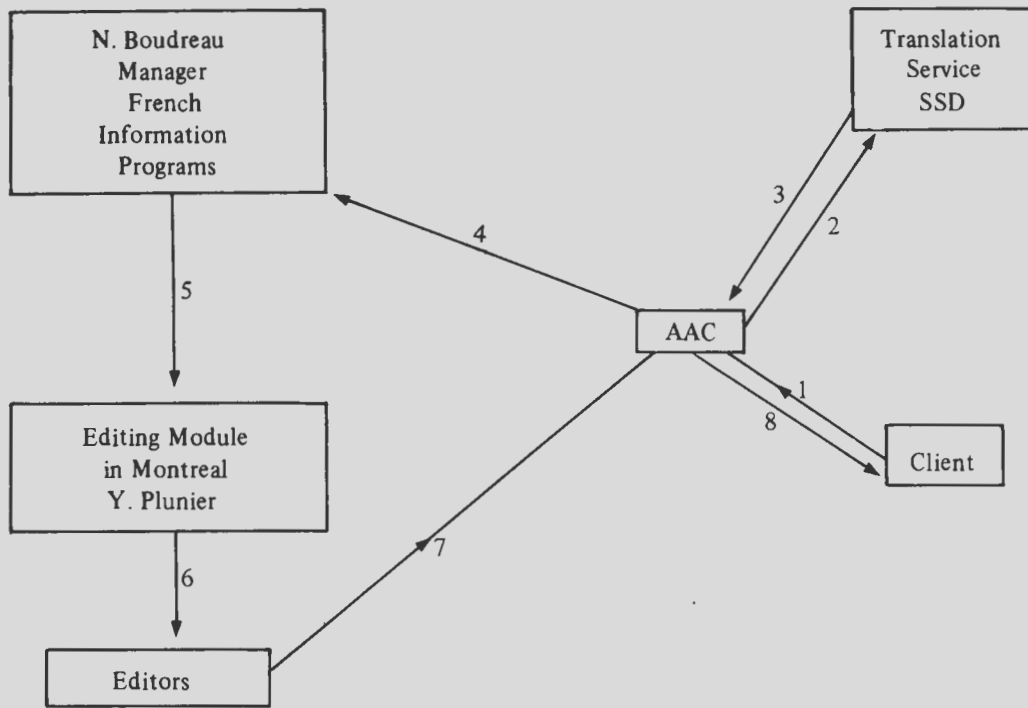 N. Boudreau
Manager
French
Information
Programs
Translation
Service
SSD
3
2
4
5
AAC
1
8
Client
Editing Module
in Montreal
Y. Plunier
7
6
Editors